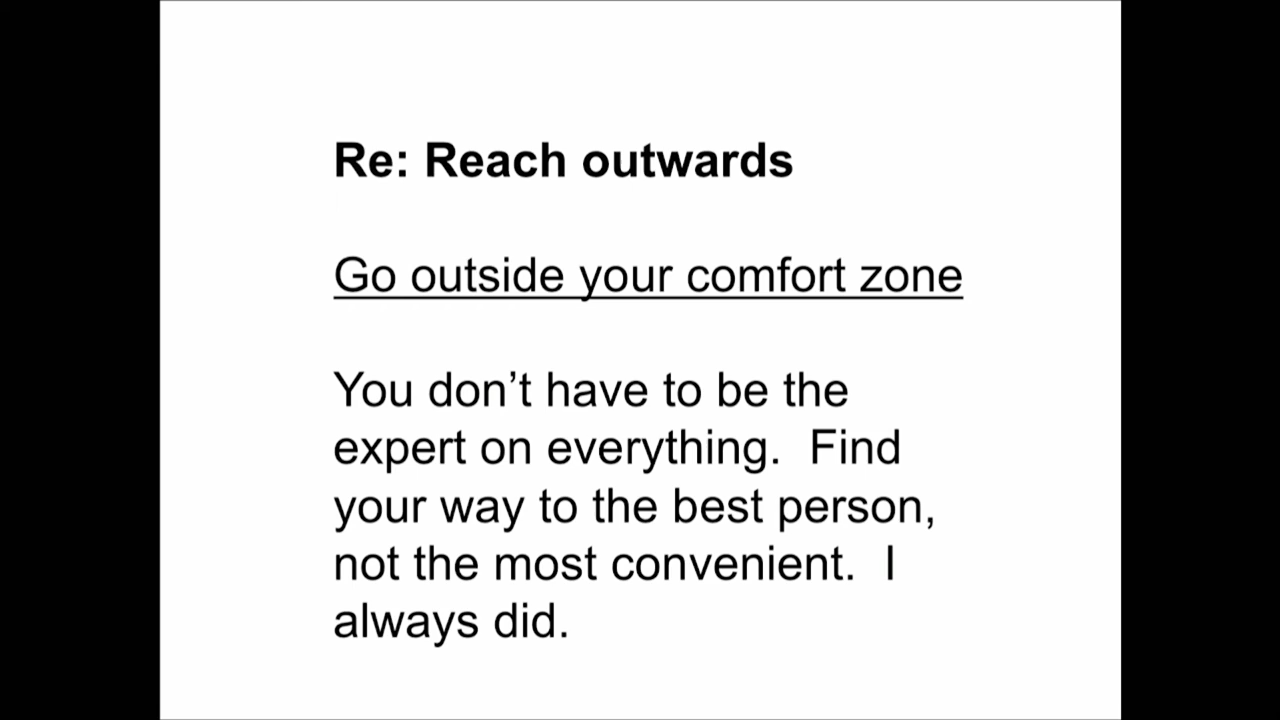 Re: Reach outwards
Go outside your comfort zone
You don’t have to be the
expert on everything.  Find
your way to the best person,
not the most convenient.  I
always did.